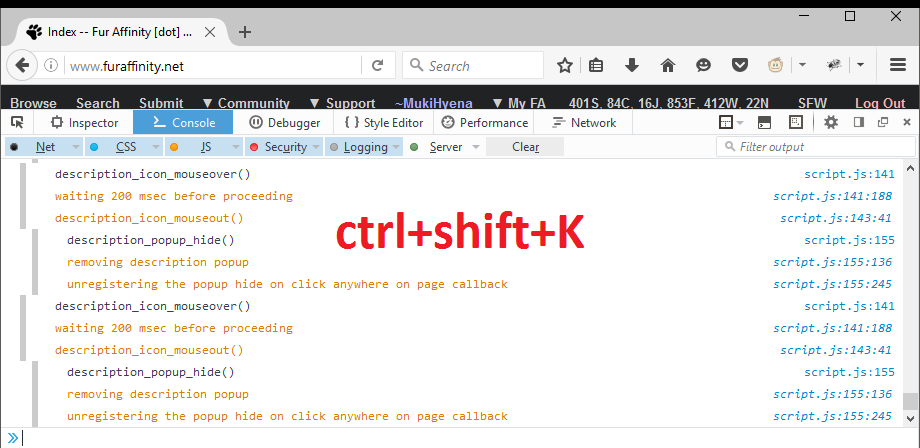 Index -- Fur Affinity [dot] ...
www.furaffinity.net
Search
Browse Search Submit ▼ Community ▼ Support ~MukiHyena ▼ My FA 401S, 84C, 16J, 853F, 412W, 22N SFW Log Out
Inspector Console Debugger Style Editor Performance Network
Net CSS JS Security Logging Server Clear Filter output
description_icon_mouseover() script.js:141
waiting 200 msec before proceeding script.js:141:188
description_icon_mouseout() script.js:143:41
ctrl+shift+K
description_popup_hide() script.js:155
removing description popup script.js:155:136
unregistering the popup hide on click anywhere on page callback script.js:155:245
description_icon_mouseover() script.js:141
waiting 200 msec before proceeding script.js:141:188
description_icon_mouseout() script.js:143:41
description_popup_hide() script.js:155
removing description popup script.js:155:136
unregistering the popup hide on click anywhere on page callback script.js:155:245